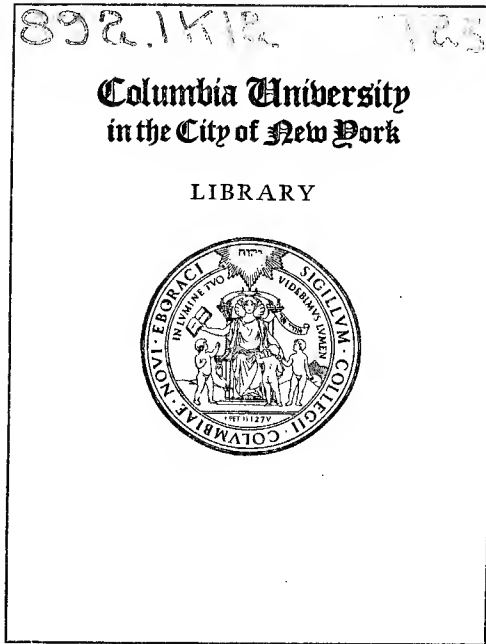 892.1K12
Columbia University
in the City of New York
LIBRARY
SIGILLVM · COLLEGII · COLVMBIAE · NOVI · EBORACI
IN LVMINE TVO VIDEBIMVS LVMEN
יהוה